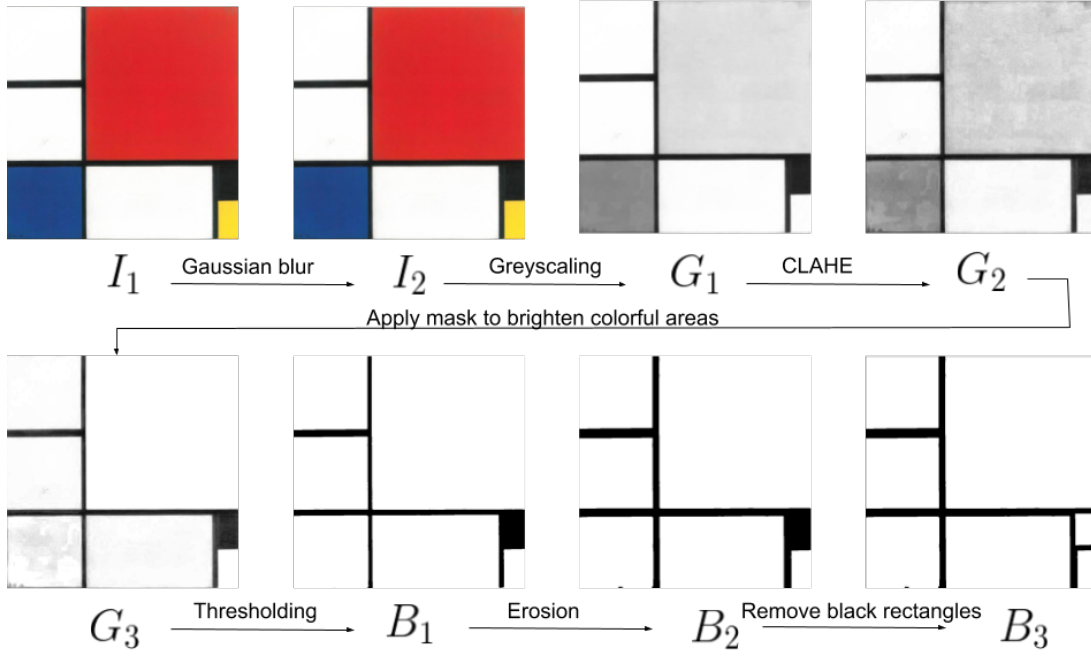 I₁ Gaussian blur I₂ Greyscaling G₁ CLAHE G₂
Apply mask to brighten colorful areas
G₃ Thresholding B₁ Erosion B₂ Remove black rectangles B₃